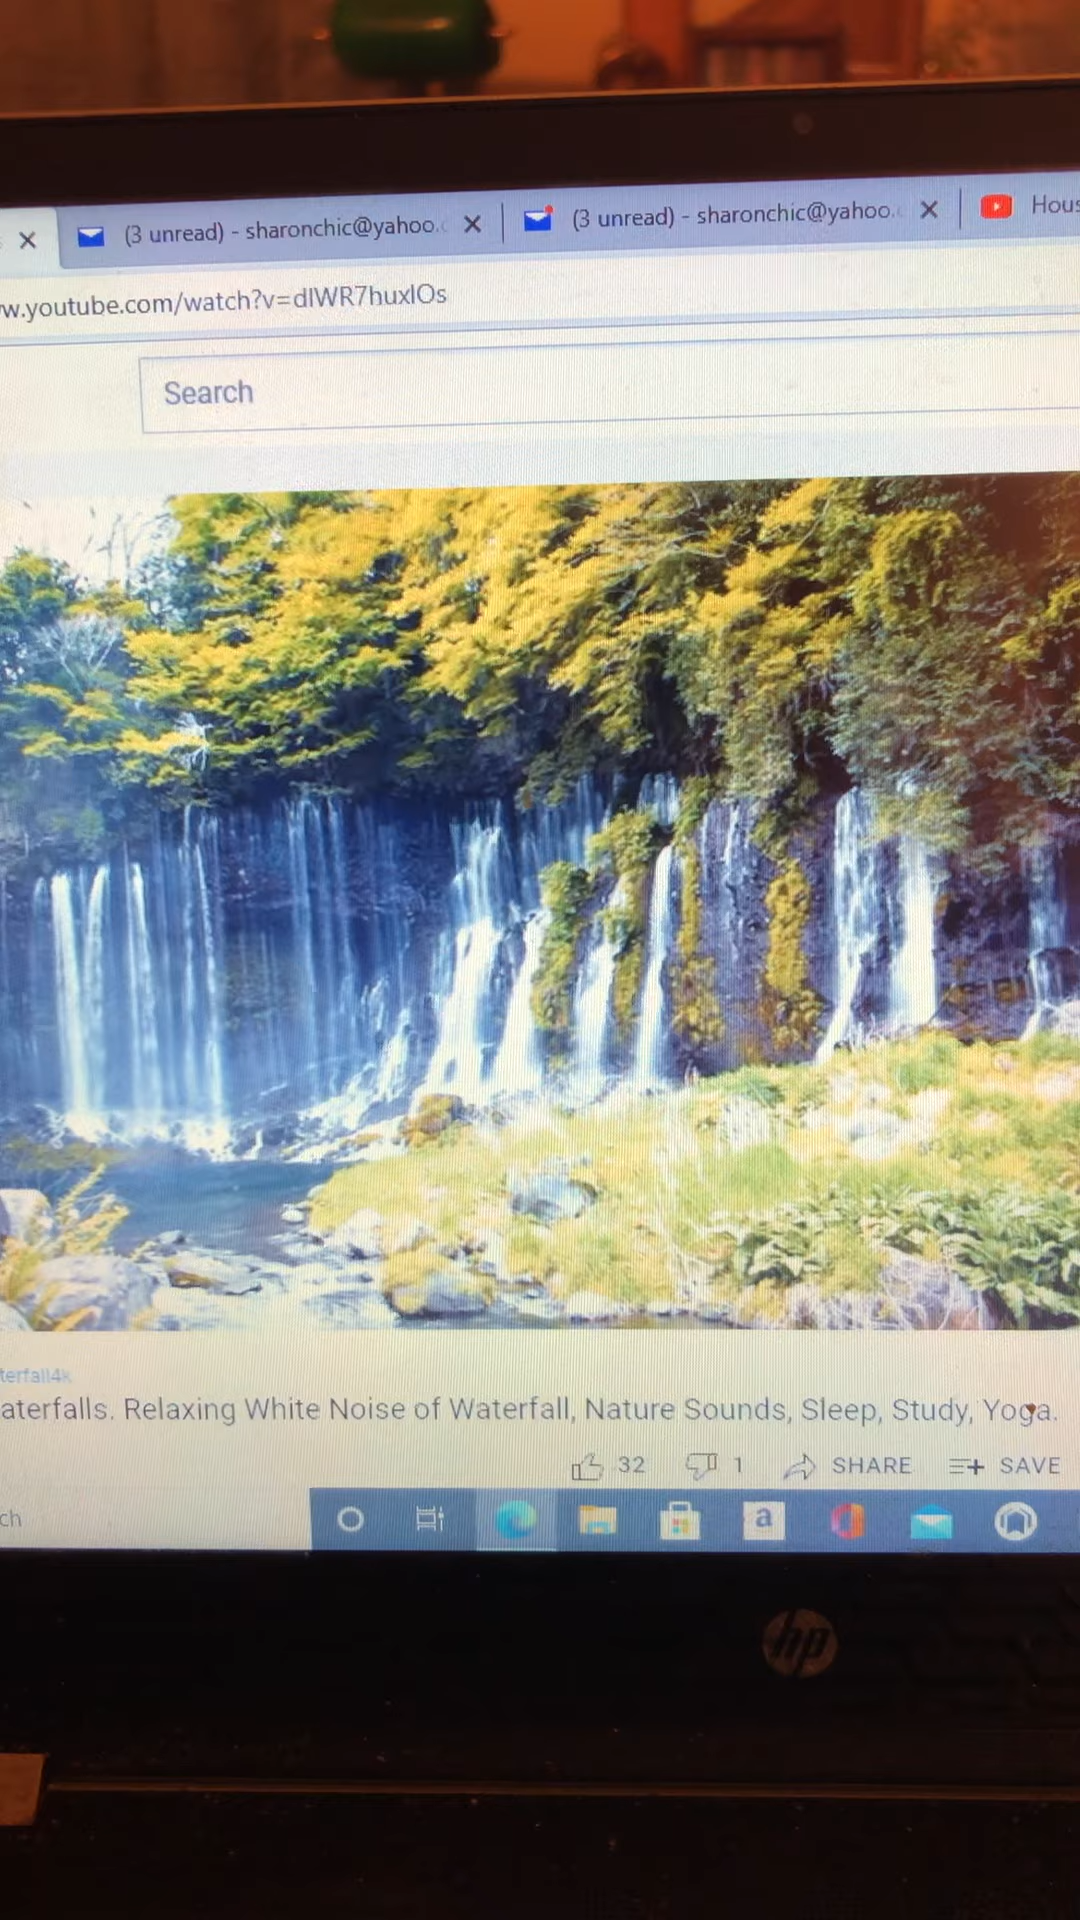 (3 unread) - sharonchic@yahoo.c
(3 unread) - sharonchic@yahoo.c
Hous
w.youtube.com/watch?v=dlWR7huxlOs
Search
terfall4k
aterfalls. Relaxing White Noise of Waterfall, Nature Sounds, Sleep, Study, Yoga.
32
1
SHARE
SAVE
ch
a
hp